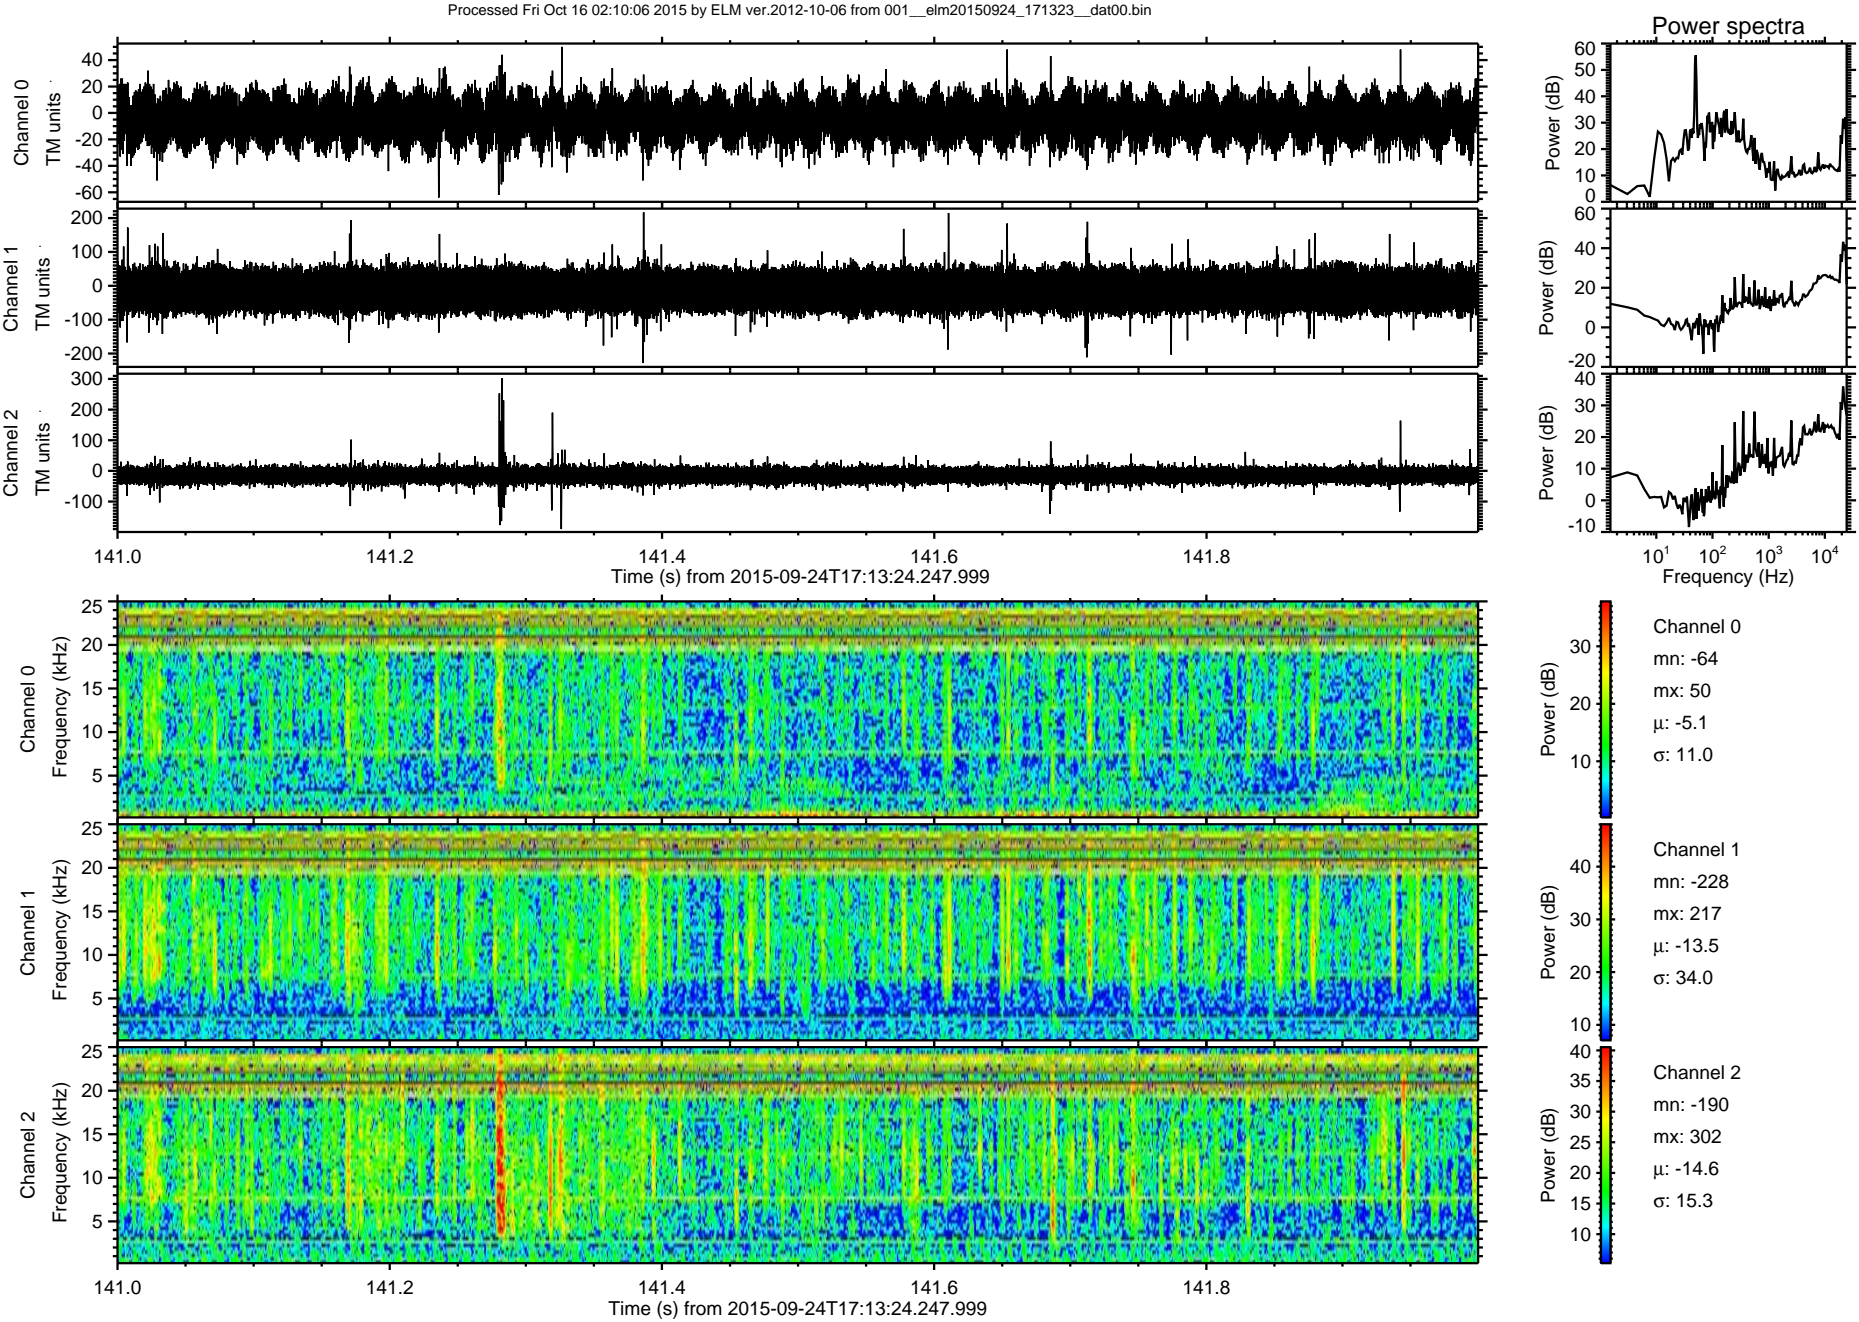 Processed Fri Oct 16 02:10:06 2015 by ELM ver.2012-10-06 from 001__elm20150924_171323__dat00.bin
Power spectra
Channel 0
TM units
40
20
0
-20
-40
-60
Power (dB)
60
50
40
30
20
10
0
Channel 1
TM units
200
100
0
-100
-200
Power (dB)
60
40
20
0
-20
Channel 2
TM units
300
200
100
0
-100
Power (dB)
40
30
20
10
0
-10
141.0 141.2 141.4 141.6 141.8
Time (s) from 2015-09-24T17:13:24.247.999
10¹ 10² 10³ 10⁴
Frequency (Hz)
Channel 0
Frequency (kHz)
25
20
15
10
5
Power (dB)
30
20
10
Channel 0
mn: -64
mx: 50
μ: -5.1
σ: 11.0
Channel 1
Frequency (kHz)
25
20
15
10
5
Power (dB)
40
30
20
10
Channel 1
mn: -228
mx: 217
μ: -13.5
σ: 34.0
Channel 2
Frequency (kHz)
25
20
15
10
5
Power (dB)
40
35
30
25
20
15
10
Channel 2
mn: -190
mx: 302
μ: -14.6
σ: 15.3
141.0 141.2 141.4 141.6 141.8
Time (s) from 2015-09-24T17:13:24.247.999